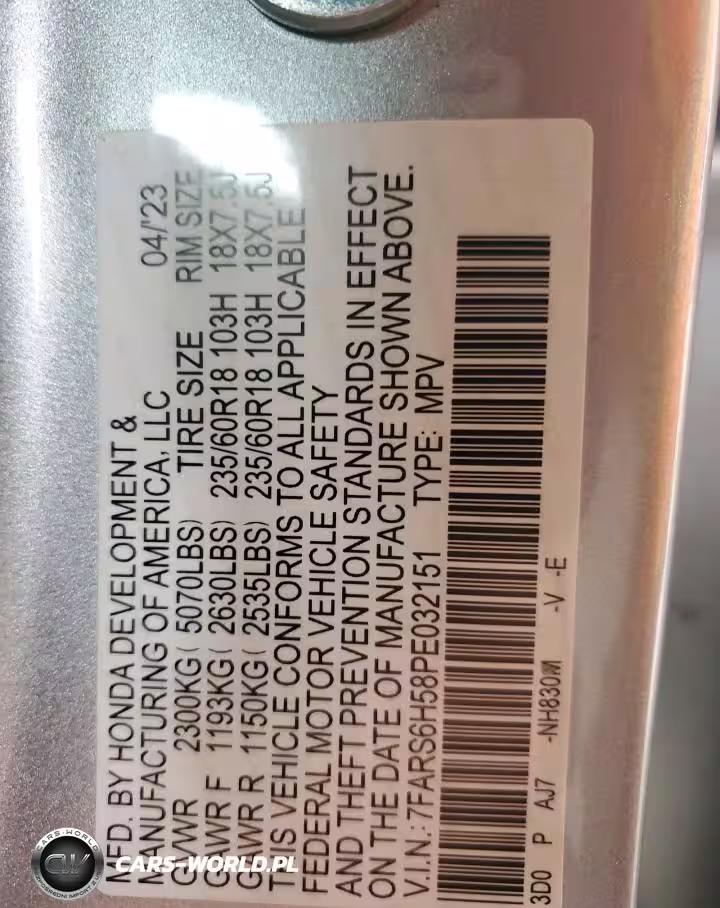 MFD. BY HONDA DEVELOPMENT &
MANUFACTURING OF AMERICA, LLC 04/'23
GVWR 2300KG( 5070LBS) TIRE SIZE RIM SIZE
GAWR F 1193KG( 2630LBS) 235/60R18 103H 18X7.5J
GAWR R 1150KG( 2535LBS) 235/60R18 103H 18X7.5J
THIS VEHICLE CONFORMS TO ALL APPLICABLE
FEDERAL MOTOR VEHICLE SAFETY
AND THEFT PREVENTION STANDARDS IN EFFECT
ON THE DATE OF MANUFACTURE SHOWN ABOVE.
V.I.N.: 7FARS6H58PE032151 TYPE: MPV
3D0 P AJ7 -NH830M -V -E
CARS-WORLD
CW
CARS-WORLD.PL